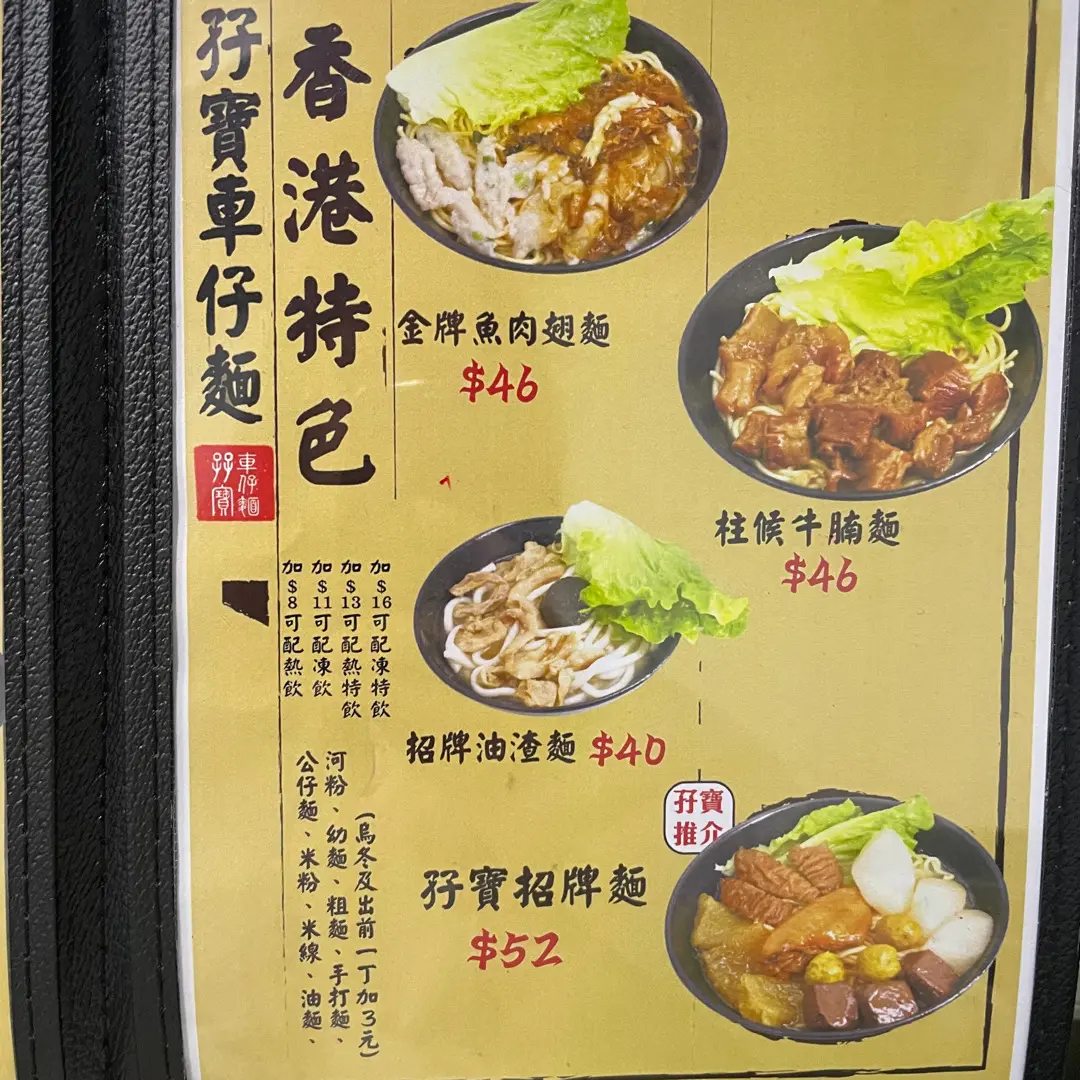 香港特色
孖寶車仔麵
車仔麵
孖寶
金牌魚肉翅麵
$46
柱候牛腩麵
$46
招牌油渣麵 $40
孖寶
推介
孖寶招牌麵
$52
加$16可配凍特飲
加$13可配熱特飲
加$11可配凍飲
加$8可配熱飲
(烏冬及出前一丁加3元)
河粉、幼麵、粗麵、手打麵、
公仔麵、米粉、米線、油麵、